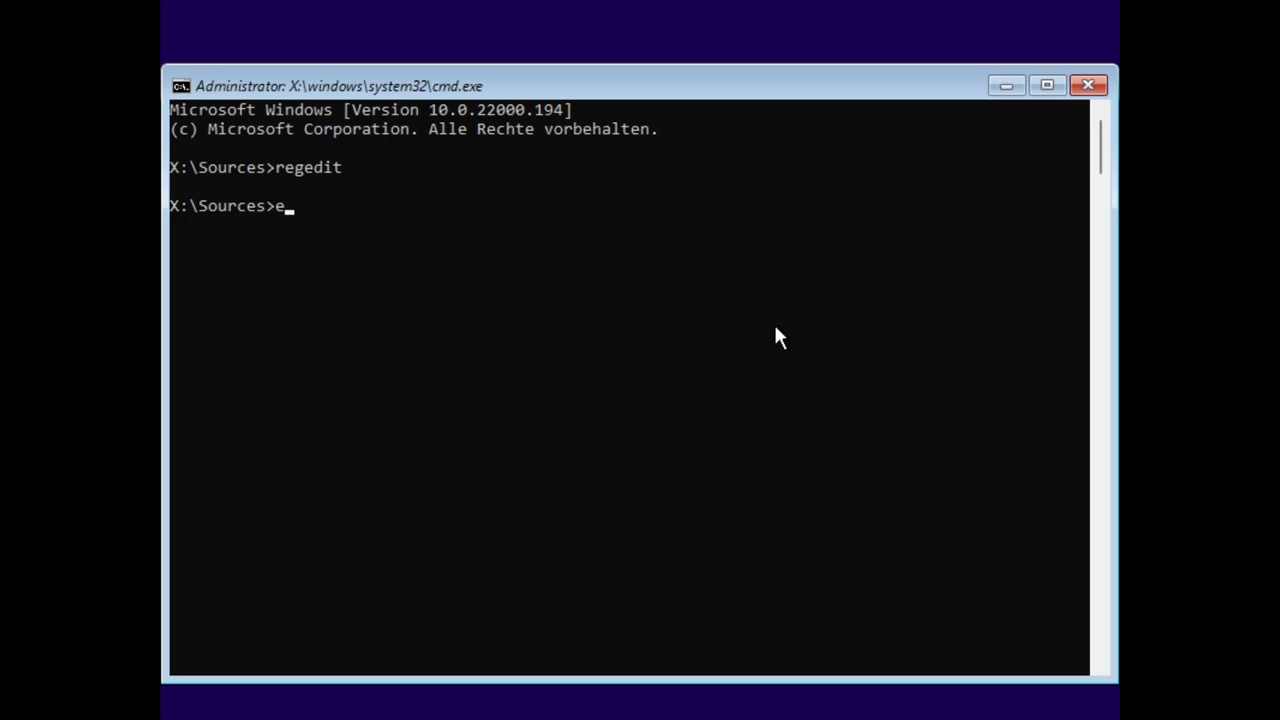 Administrator: X:\windows\system32\cmd.exe
Microsoft Windows [Version 10.0.22000.194]
(c) Microsoft Corporation. Alle Rechte vorbehalten.
X:\Sources>regedit
X:\Sources>e